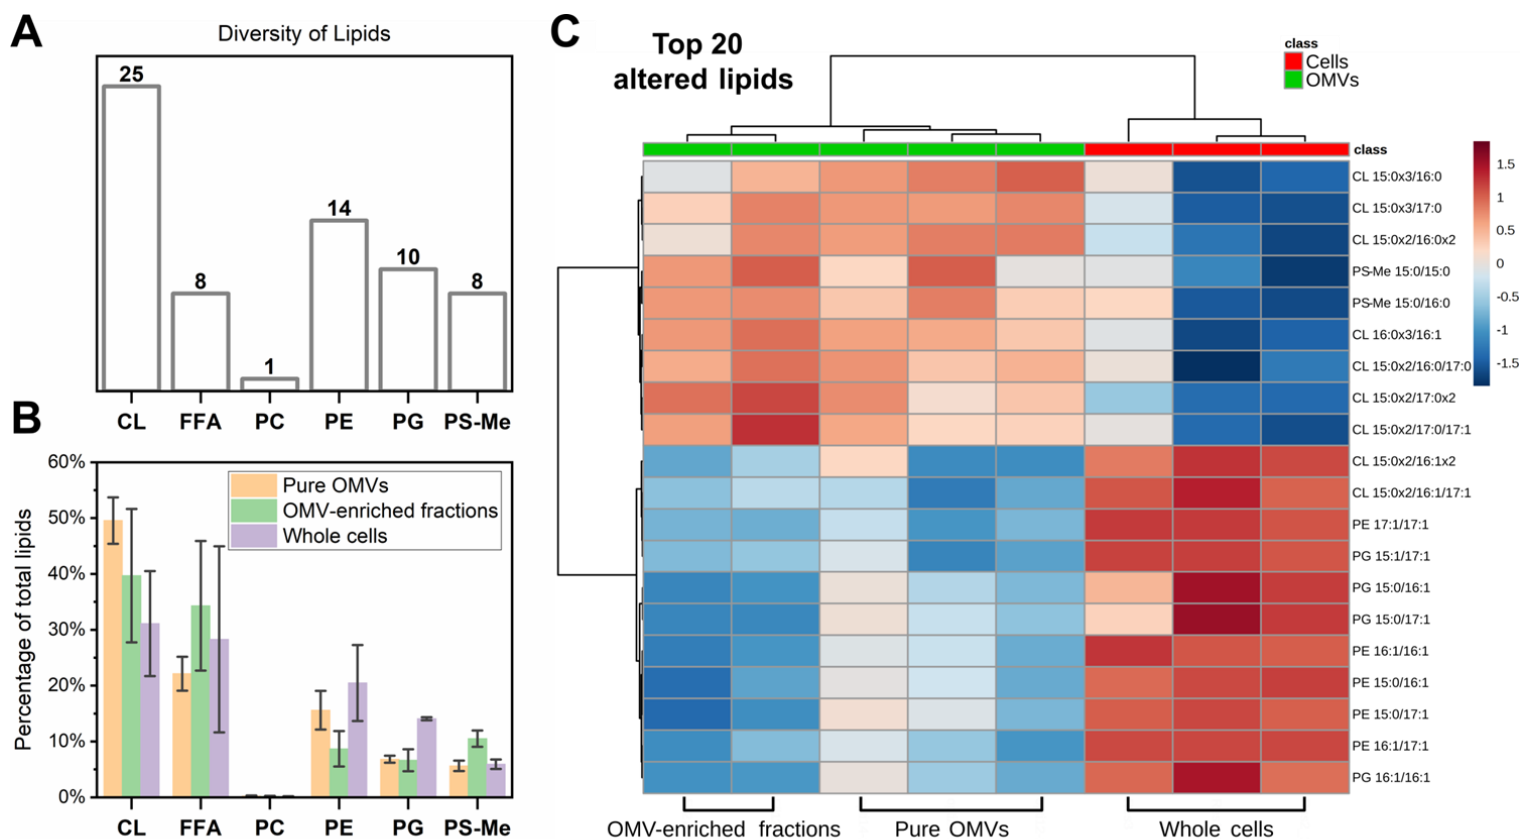 A
Diversity of Lipids
25
8
1
14
10
8
CL FFA PC PE PG PS-Me
B
Percentage of total lipids
60%
50%
40%
30%
20%
10%
0%
Pure OMVs
OMV-enriched fractions
Whole cells
CL FFA PC PE PG PS-Me
C
Top 20
altered lipids
class
Cells
OMVs
class
CL 15:0x3/16:0
CL 15:0x3/17:0
CL 15:0x2/16:0x2
PS-Me 15:0/15:0
PS-Me 15:0/16:0
CL 16:0x3/16:1
CL 15:0x2/16:0/17:0
CL 15:0x2/17:0x2
CL 15:0x2/17:0/17:1
CL 15:0x2/16:1x2
CL 15:0x2/16:1/17:1
PE 17:1/17:1
PG 15:1/17:1
PG 15:0/16:1
PG 15:0/17:1
PE 16:1/16:1
PE 15:0/16:1
PE 15:0/17:1
PE 16:1/17:1
PG 16:1/16:1
1.5
1
0.5
0
-0.5
-1
-1.5
OMV-enriched fractions Pure OMVs Whole cells